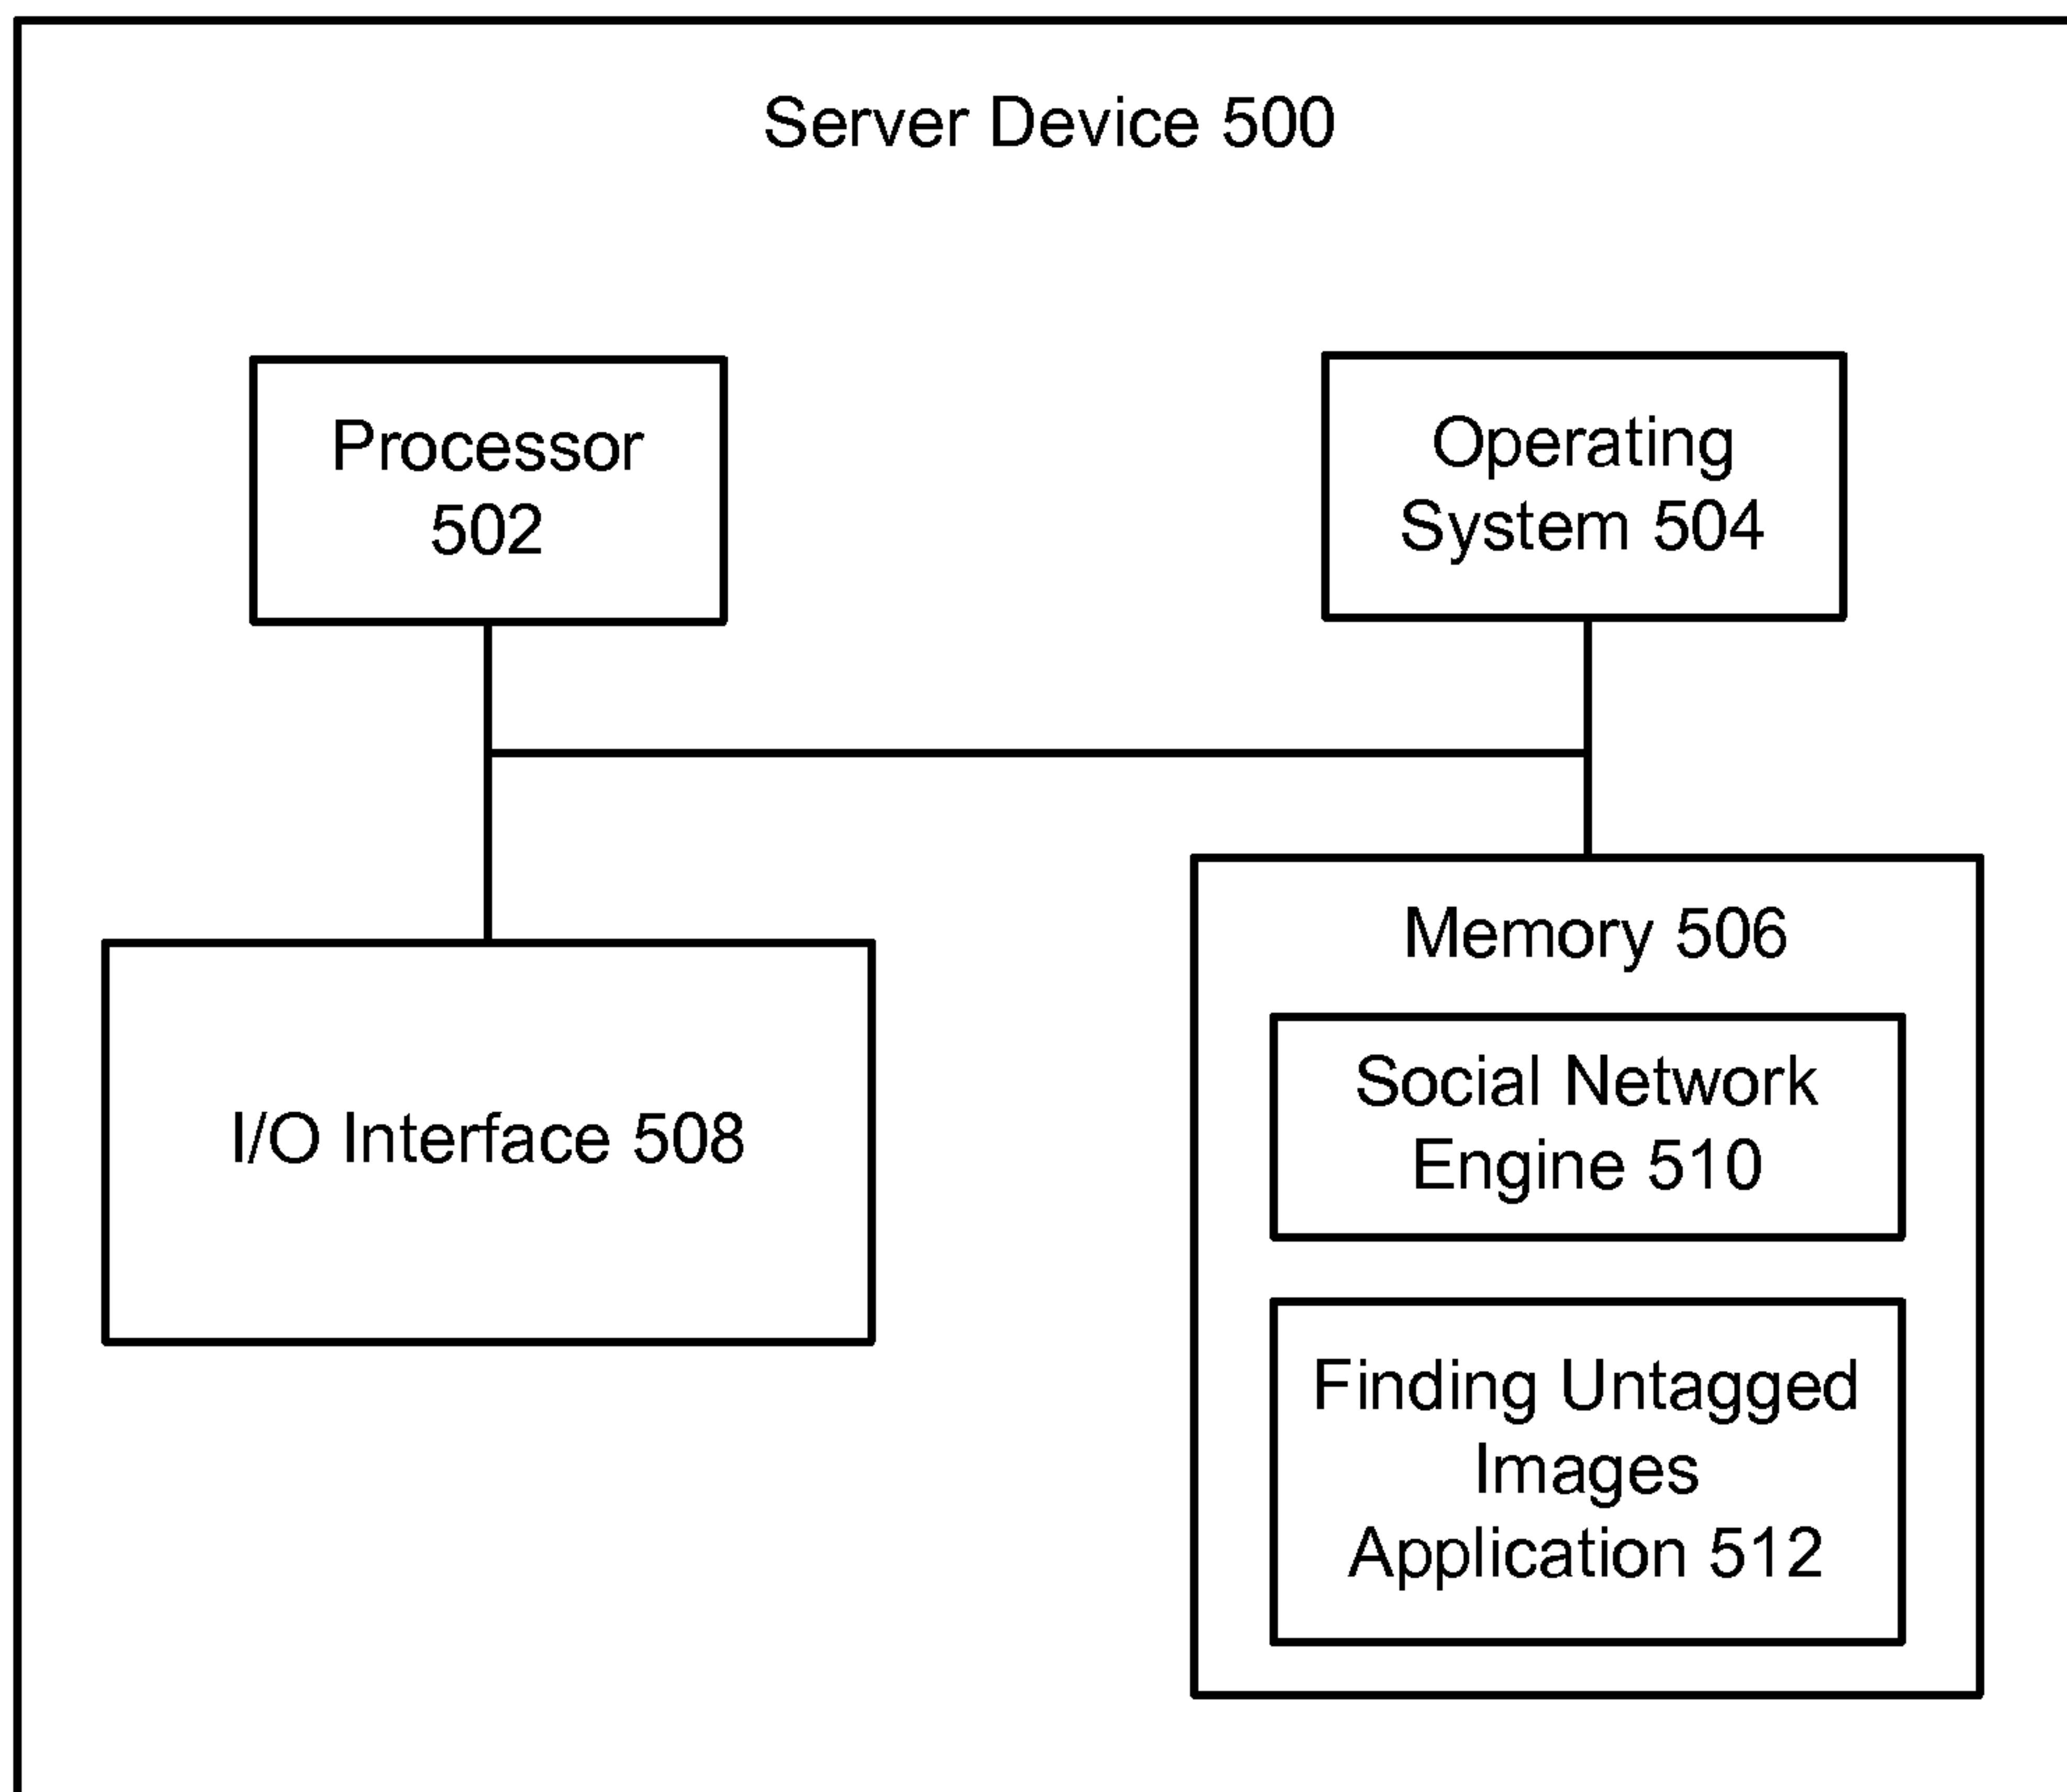 Server Device 500
Processor
502
Operating
System 504
I/O Interface 508
Memory 506
Social Network
Engine 510
Finding Untagged
Images
Application 512